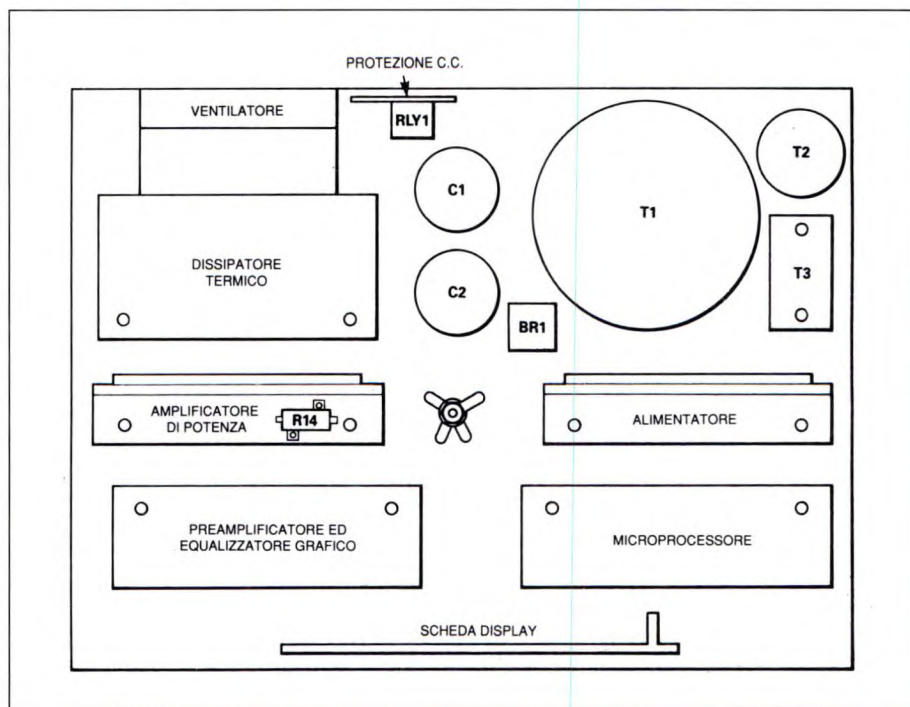 PROTEZIONE C.C.
VENTILATORE
RLY1
T2
C1
T1
DISSIPATORE
TERMICO
T3
C2
BR1
AMPLIFICATORE
DI POTENZA
R14
ALIMENTATORE
PREAMPLIFICATORE ED
EQUALIZZATORE GRAFICO
MICROPROCESSORE
SCHEDA DISPLAY